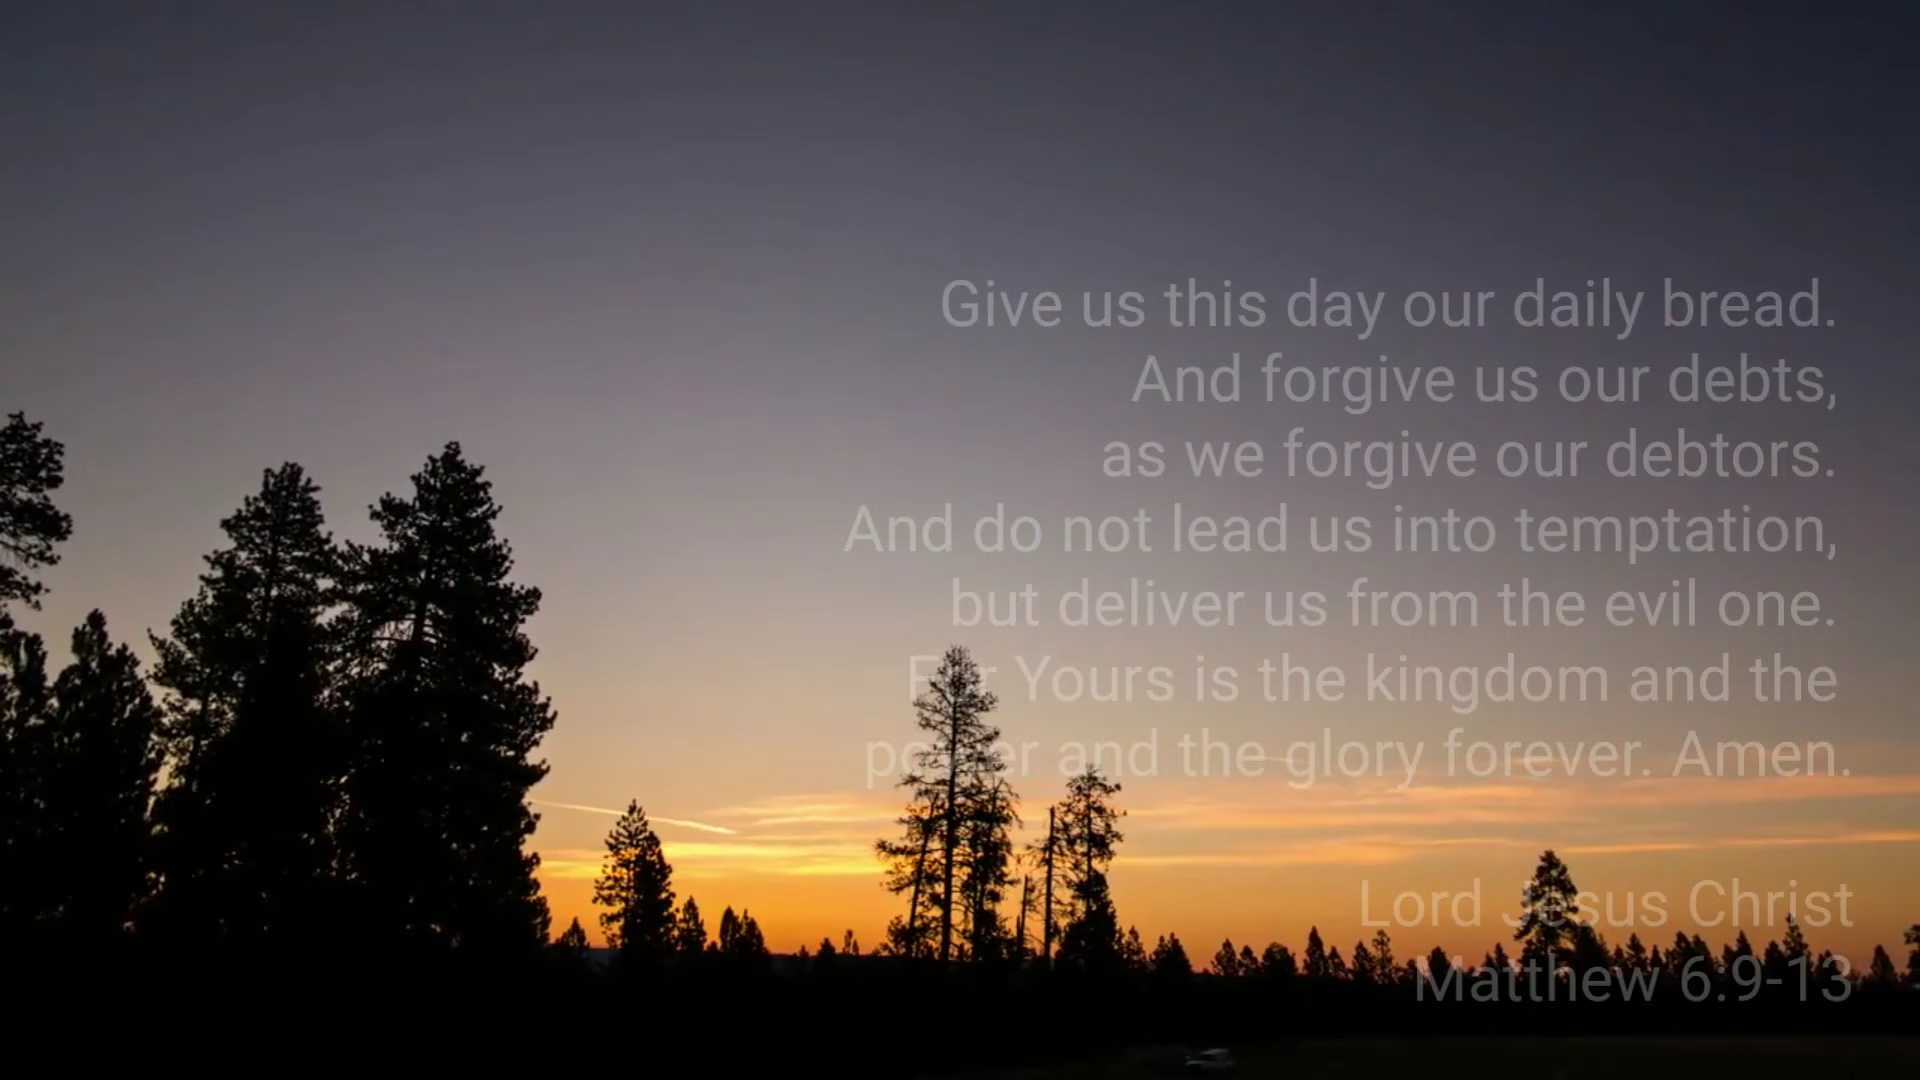 Give us this day our daily bread.
And forgive us our debts,
as we forgive our debtors.
And do not lead us into temptation,
but deliver us from the evil one.
For Yours is the kingdom and the
power and the glory forever. Amen.
Lord Jesus Christ
Matthew 6:9-13